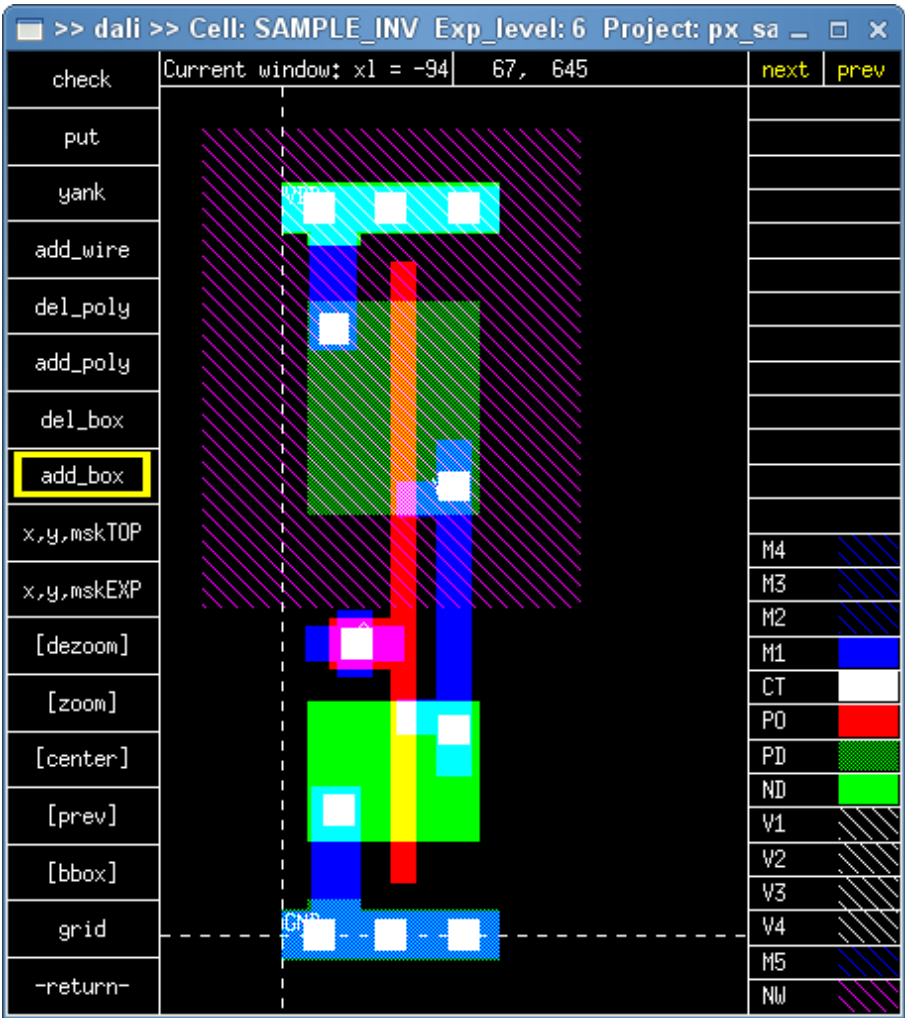 >> dali >> Cell: SAMPLE_INV Exp_level: 6 Project: px_sa
check
Current window: xl = -94
67, 645
next
prev
put
yank
add_wire
del_poly
add_poly
del_box
add_box
x,y,mskTOP
x,y,mskEXP
[dezoom]
[zoom]
[center]
[prev]
[bbox]
grid
-return-
GND
M4
M3
M2
M1
CT
PO
PD
ND
V1
V2
V3
V4
M5
NW